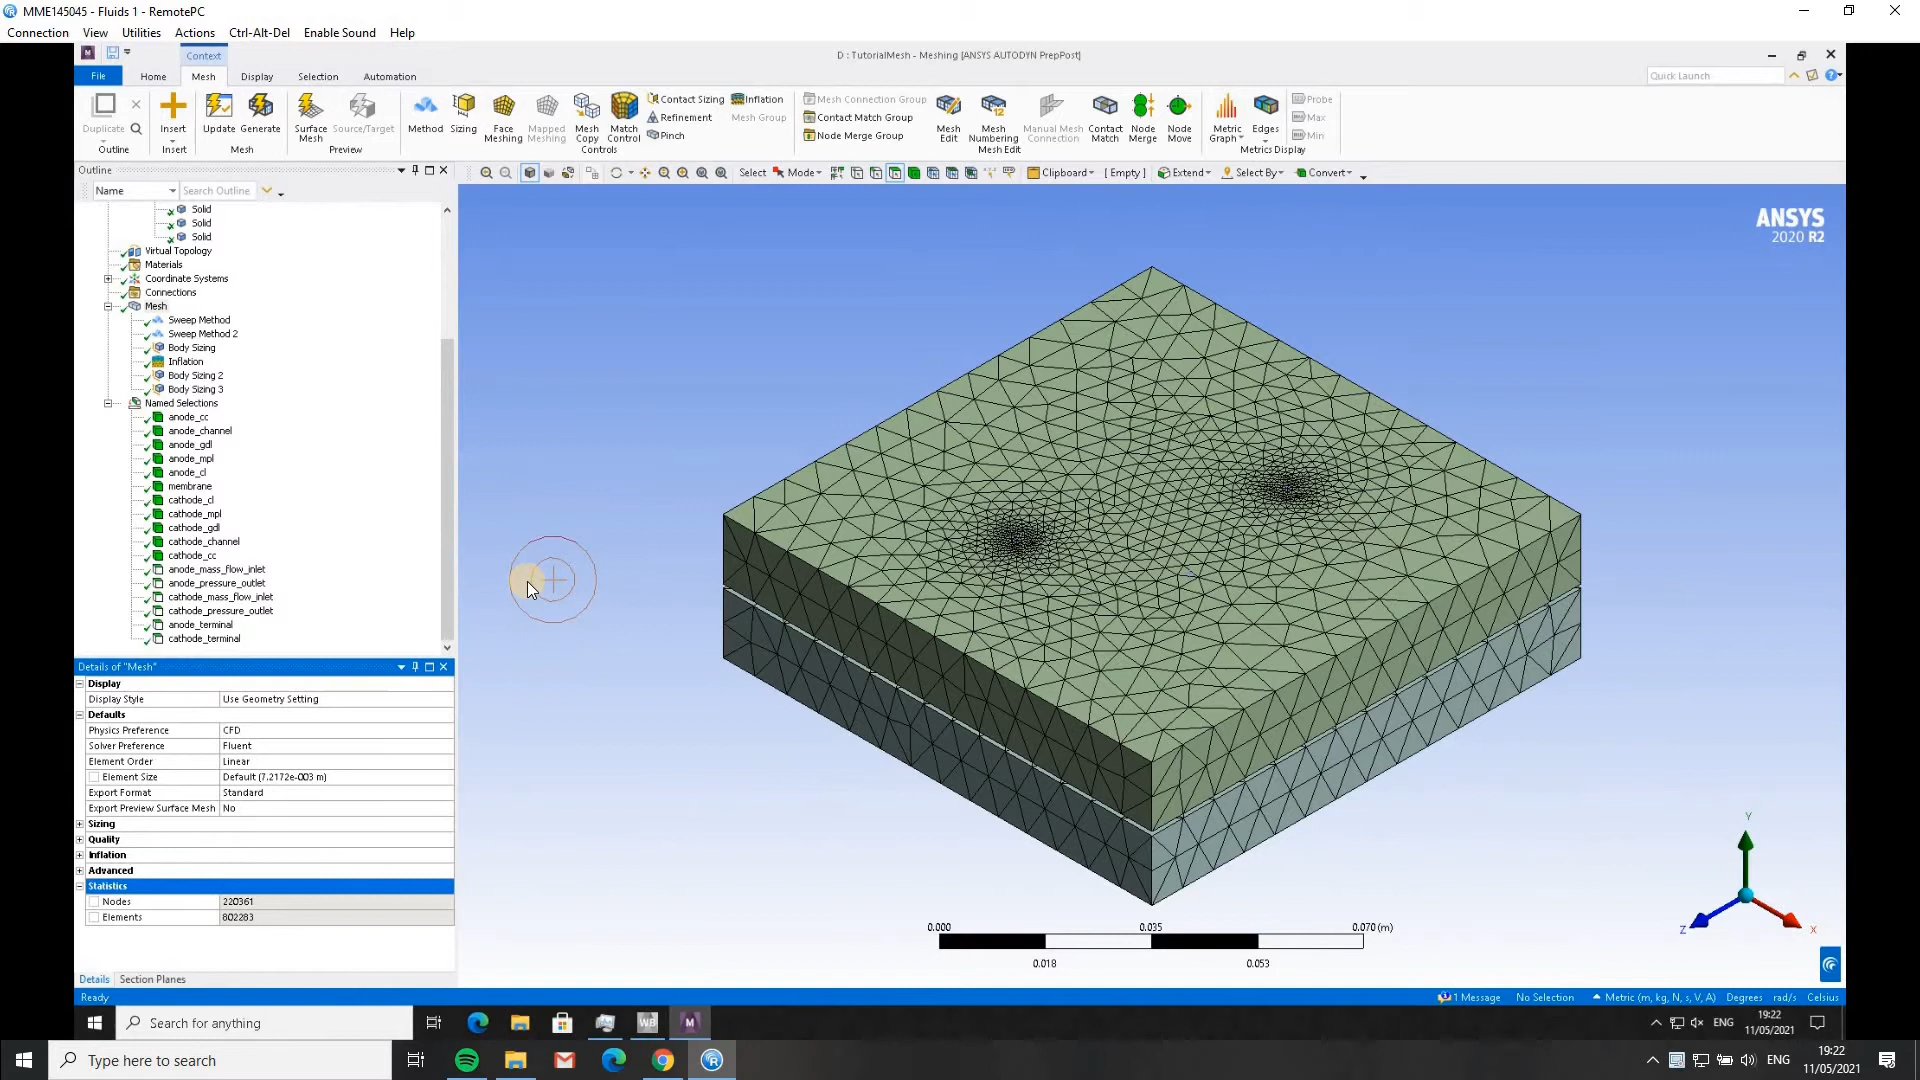 MME145045 - Fluids 1 - RemotePC
Connection View Utilities Actions Ctrl-Alt-Del Enable Sound Help
Context
D : TutorialMesh - Meshing [ANSYS AUTODYN PrepPost]
File Home Mesh Display Selection Automation
Quick Launch
Duplicate
Outline
Insert
Insert
Update Generate
Mesh
Surface Mesh
Source/Target
Preview
Method Sizing Face Meshing Mapped Meshing Mesh Copy Match Control
Contact Sizing Inflation
Refinement Mesh Group
Pinch
Controls
Mesh Connection Group
Contact Match Group
Node Merge Group
Mesh Edit Mesh Numbering Manual Mesh Connection Contact Match Node Merge Node Move
Mesh Edit
Metric Graph Edges
Probe
Max
Min
Metrics Display
Outline
Select Mode Clipboard [ Empty ] Extend Select By Convert
Name Search Outline
Solid
Solid
Solid
Virtual Topology
Materials
Coordinate Systems
Connections
Mesh
Sweep Method
Sweep Method 2
Body Sizing
Inflation
Body Sizing 2
Body Sizing 3
Named Selections
anode_cc
anode_channel
anode_gdl
anode_mpl
anode_cl
membrane
cathode_cl
cathode_mpl
cathode_gdl
cathode_channel
cathode_cc
anode_mass_flow_inlet
anode_pressure_outlet
cathode_mass_flow_inlet
cathode_pressure_outlet
anode_terminal
cathode_terminal
Details of "Mesh"
Display
Display Style Use Geometry Setting
Defaults
Physics Preference CFD
Solver Preference Fluent
Element Order Linear
Element Size Default (7.2172e-003 m)
Export Format Standard
Export Preview Surface Mesh No
Sizing
Quality
Inflation
Advanced
Statistics
Nodes 220361
Elements 802283
Details Section Planes
ANSYS
2020 R2
0.000 0.035 0.070 (m)
0.018 0.053
Y
Z X
Ready
1 Message No Selection Metric (m, kg, N, s, V, A) Degrees rad/s Celsius
Search for anything
WB
M
ENG
19:22
11/05/2021
Type here to search
ENG
19:22
11/05/2021